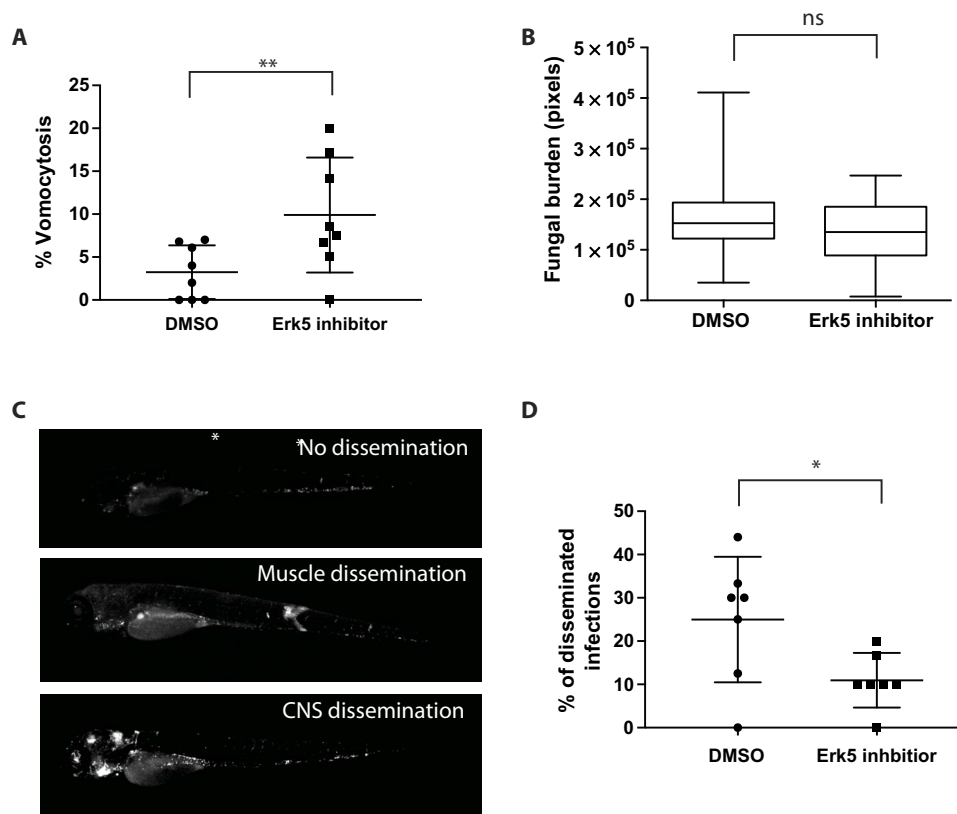 A
**
% Vomocytosis
25
20
15
10
5
0
DMSO
Erk5 inhibitor
B
ns
Fungal burden (pixels)
5 × 10⁵
4 × 10⁵
3 × 10⁵
2 × 10⁵
1 × 10⁵
0
DMSO
Erk5 inhibitor
C
*
*
No dissemination
Muscle dissemination
CNS dissemination
D
*
% of disseminated
infections
50
40
30
20
10
0
DMSO
Erk5 inhbitior